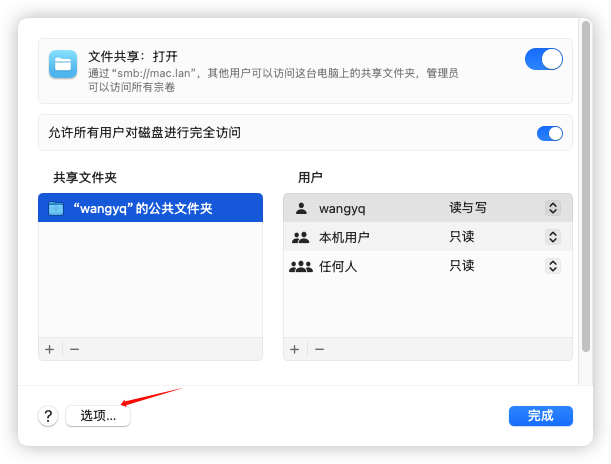 文件共享：打开
通过“smb://mac.lan”，其他用户可以访问这台电脑上的共享文件夹，管理员
可以访问所有宗卷
允许所有用户对磁盘进行完全访问
共享文件夹
用户
“wangyq”的公共文件夹
wangyq 读与写
本机用户 只读
任何人 只读
+ −
+ −
? 选项... 完成